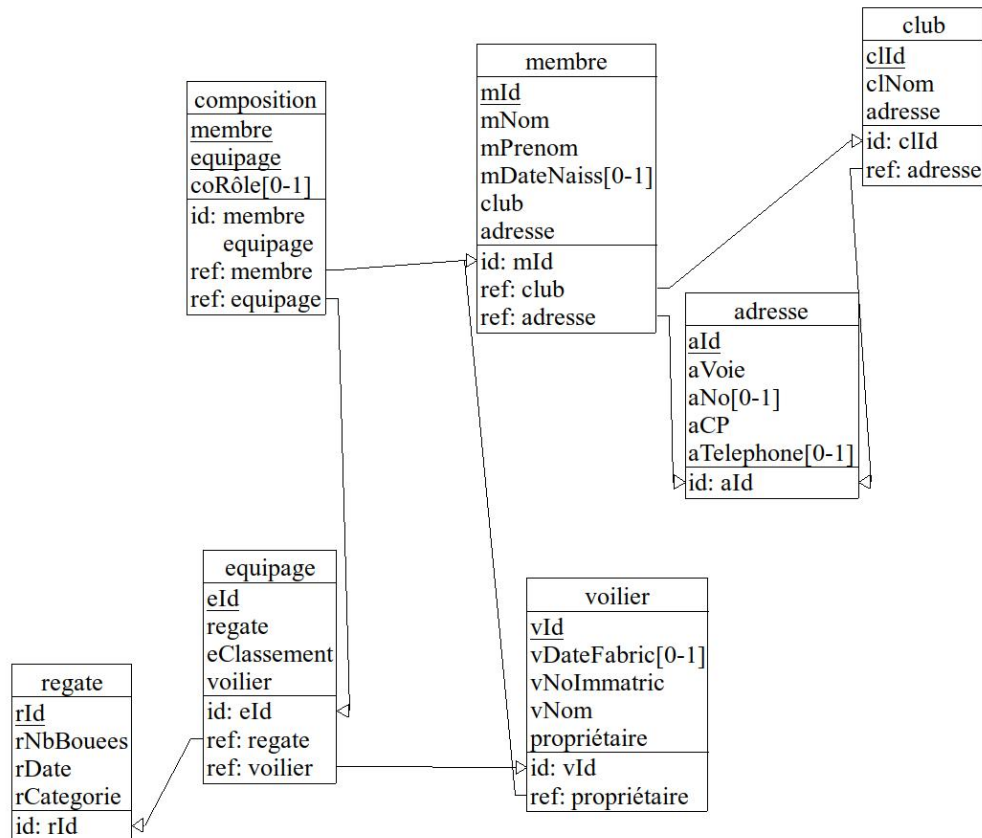 composition
membre
equipage
coRôle[0-1]
id: membre
equipage
ref: membre
ref: equipage
membre
mId
mNom
mPrenom
mDateNaiss[0-1]
club
adresse
id: mId
ref: club
ref: adresse
club
clId
clNom
adresse
id: clId
ref: adresse
adresse
aId
aVoie
aNo[0-1]
aCP
aTelephone[0-1]
id: aId
regate
rId
rNbBouees
rDate
rCategorie
id: rId
equipage
eId
regate
eClassement
voilier
id: eId
ref: regate
ref: voilier
voilier
vId
vDateFabric[0-1]
vNoImmatric
vNom
propriétaire
id: vId
ref: propriétaire